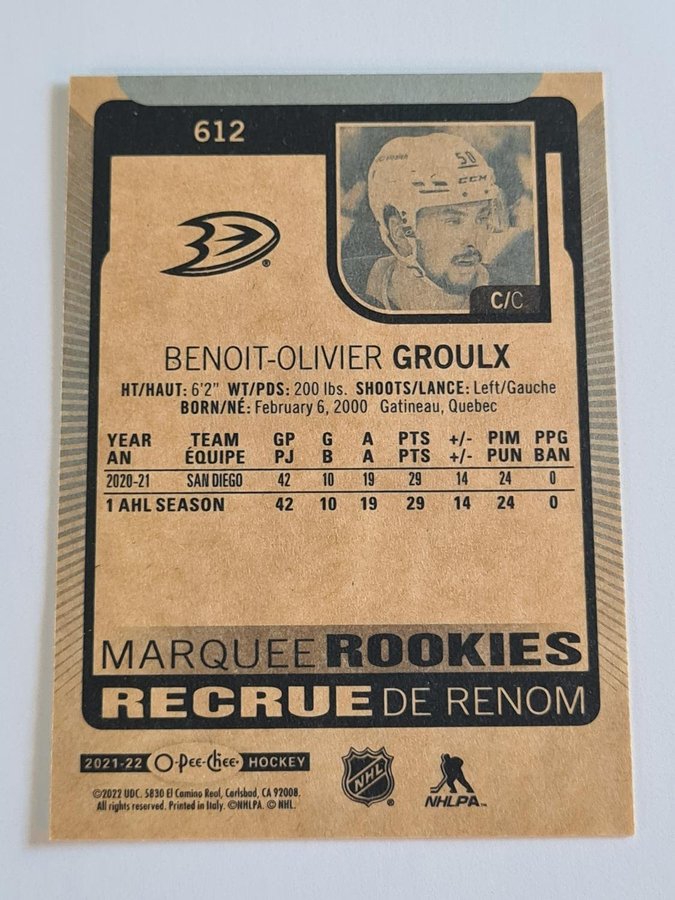 612
50
CCM
C/C
BENOIT-OLIVIER GROULX
HT/HAUT: 6'2" WT/PDS: 200 lbs. SHOOTS/LANCE: Left/Gauche
BORN/NÉ: February 6, 2000 Gatineau, Quebec
YEAR TEAM GP G A PTS +/- PIM PPG
AN ÉQUIPE PJ B A PTS +/- PUN BAN
2020-21 SAN DIEGO 42 10 19 29 14 24 0
1 AHL SEASON 42 10 19 29 14 24 0
MARQUEE ROOKIES
RECRUE DE RENOM
2021-22 O-Pee-Chee HOCKEY
©2022 UDC. 5830 El Camino Real, Carlsbad, CA 92008.
All rights reserved. Printed in Italy. ©NHLPA. © NHL.
NHL
NHLPA